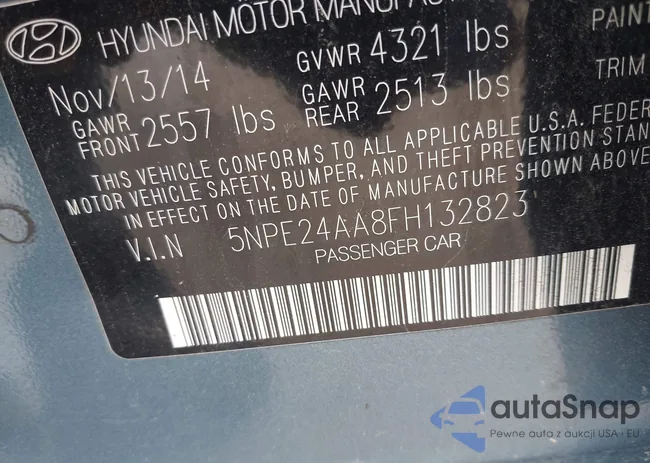 HYUNDAI MOTOR MANUFAC
Nov/13/14 GVWR 4321 lbs PAINT
GAWR FRONT 2557 lbs GAWR REAR 2513 lbs TRIM
THIS VEHICLE CONFORMS TO ALL APPLICABLE U.S.A. FEDER
MOTOR VEHICLE SAFETY, BUMPER, AND THEFT PREVENTION STAN
IN EFFECT ON THE DATE OF MANUFACTURE SHOWN ABOVE
V.I.N 5NPE24AA8FH132823
PASSENGER CAR
autoSnap
Pewne auta z aukcji USA i EU